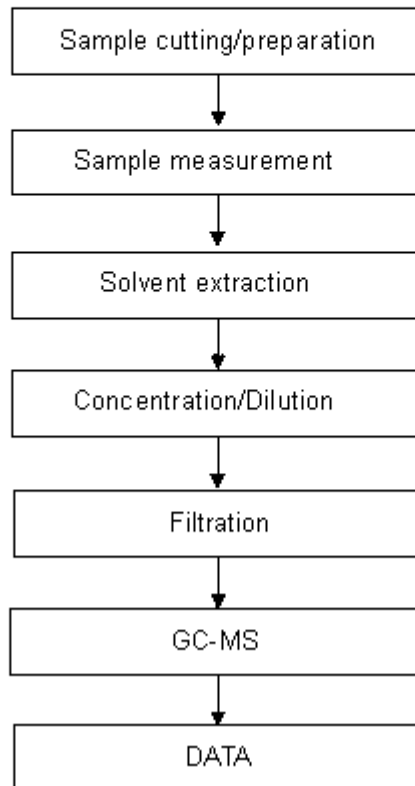 Sample cutting/preparation
Sample measurement
Solvent extraction
Concentration/Dilution
Filtration
GC-MS
DATA